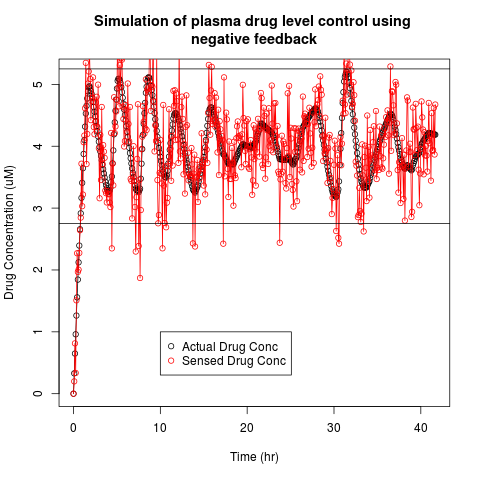 Simulation of plasma drug level control using
negative feedback
Drug Concentration (uM)
5
4
3
2
1
0
Actual Drug Conc
Sensed Drug Conc
0 10 20 30 40
Time (hr)